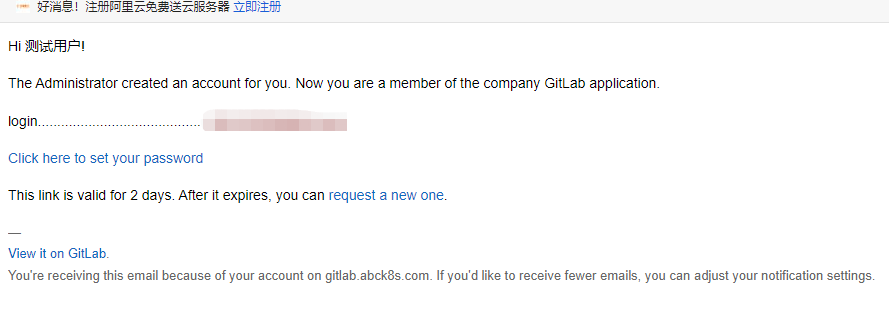 好消息！注册阿里云免费送云服务器 立即注册
Hi 测试用户!
The Administrator created an account for you. Now you are a member of the company GitLab application.
login..........................................
Click here to set your password
This link is valid for 2 days. After it expires, you can request a new one.
—
View it on GitLab.
You're receiving this email because of your account on gitlab.abck8s.com. If you'd like to receive fewer emails, you can adjust your notification settings.